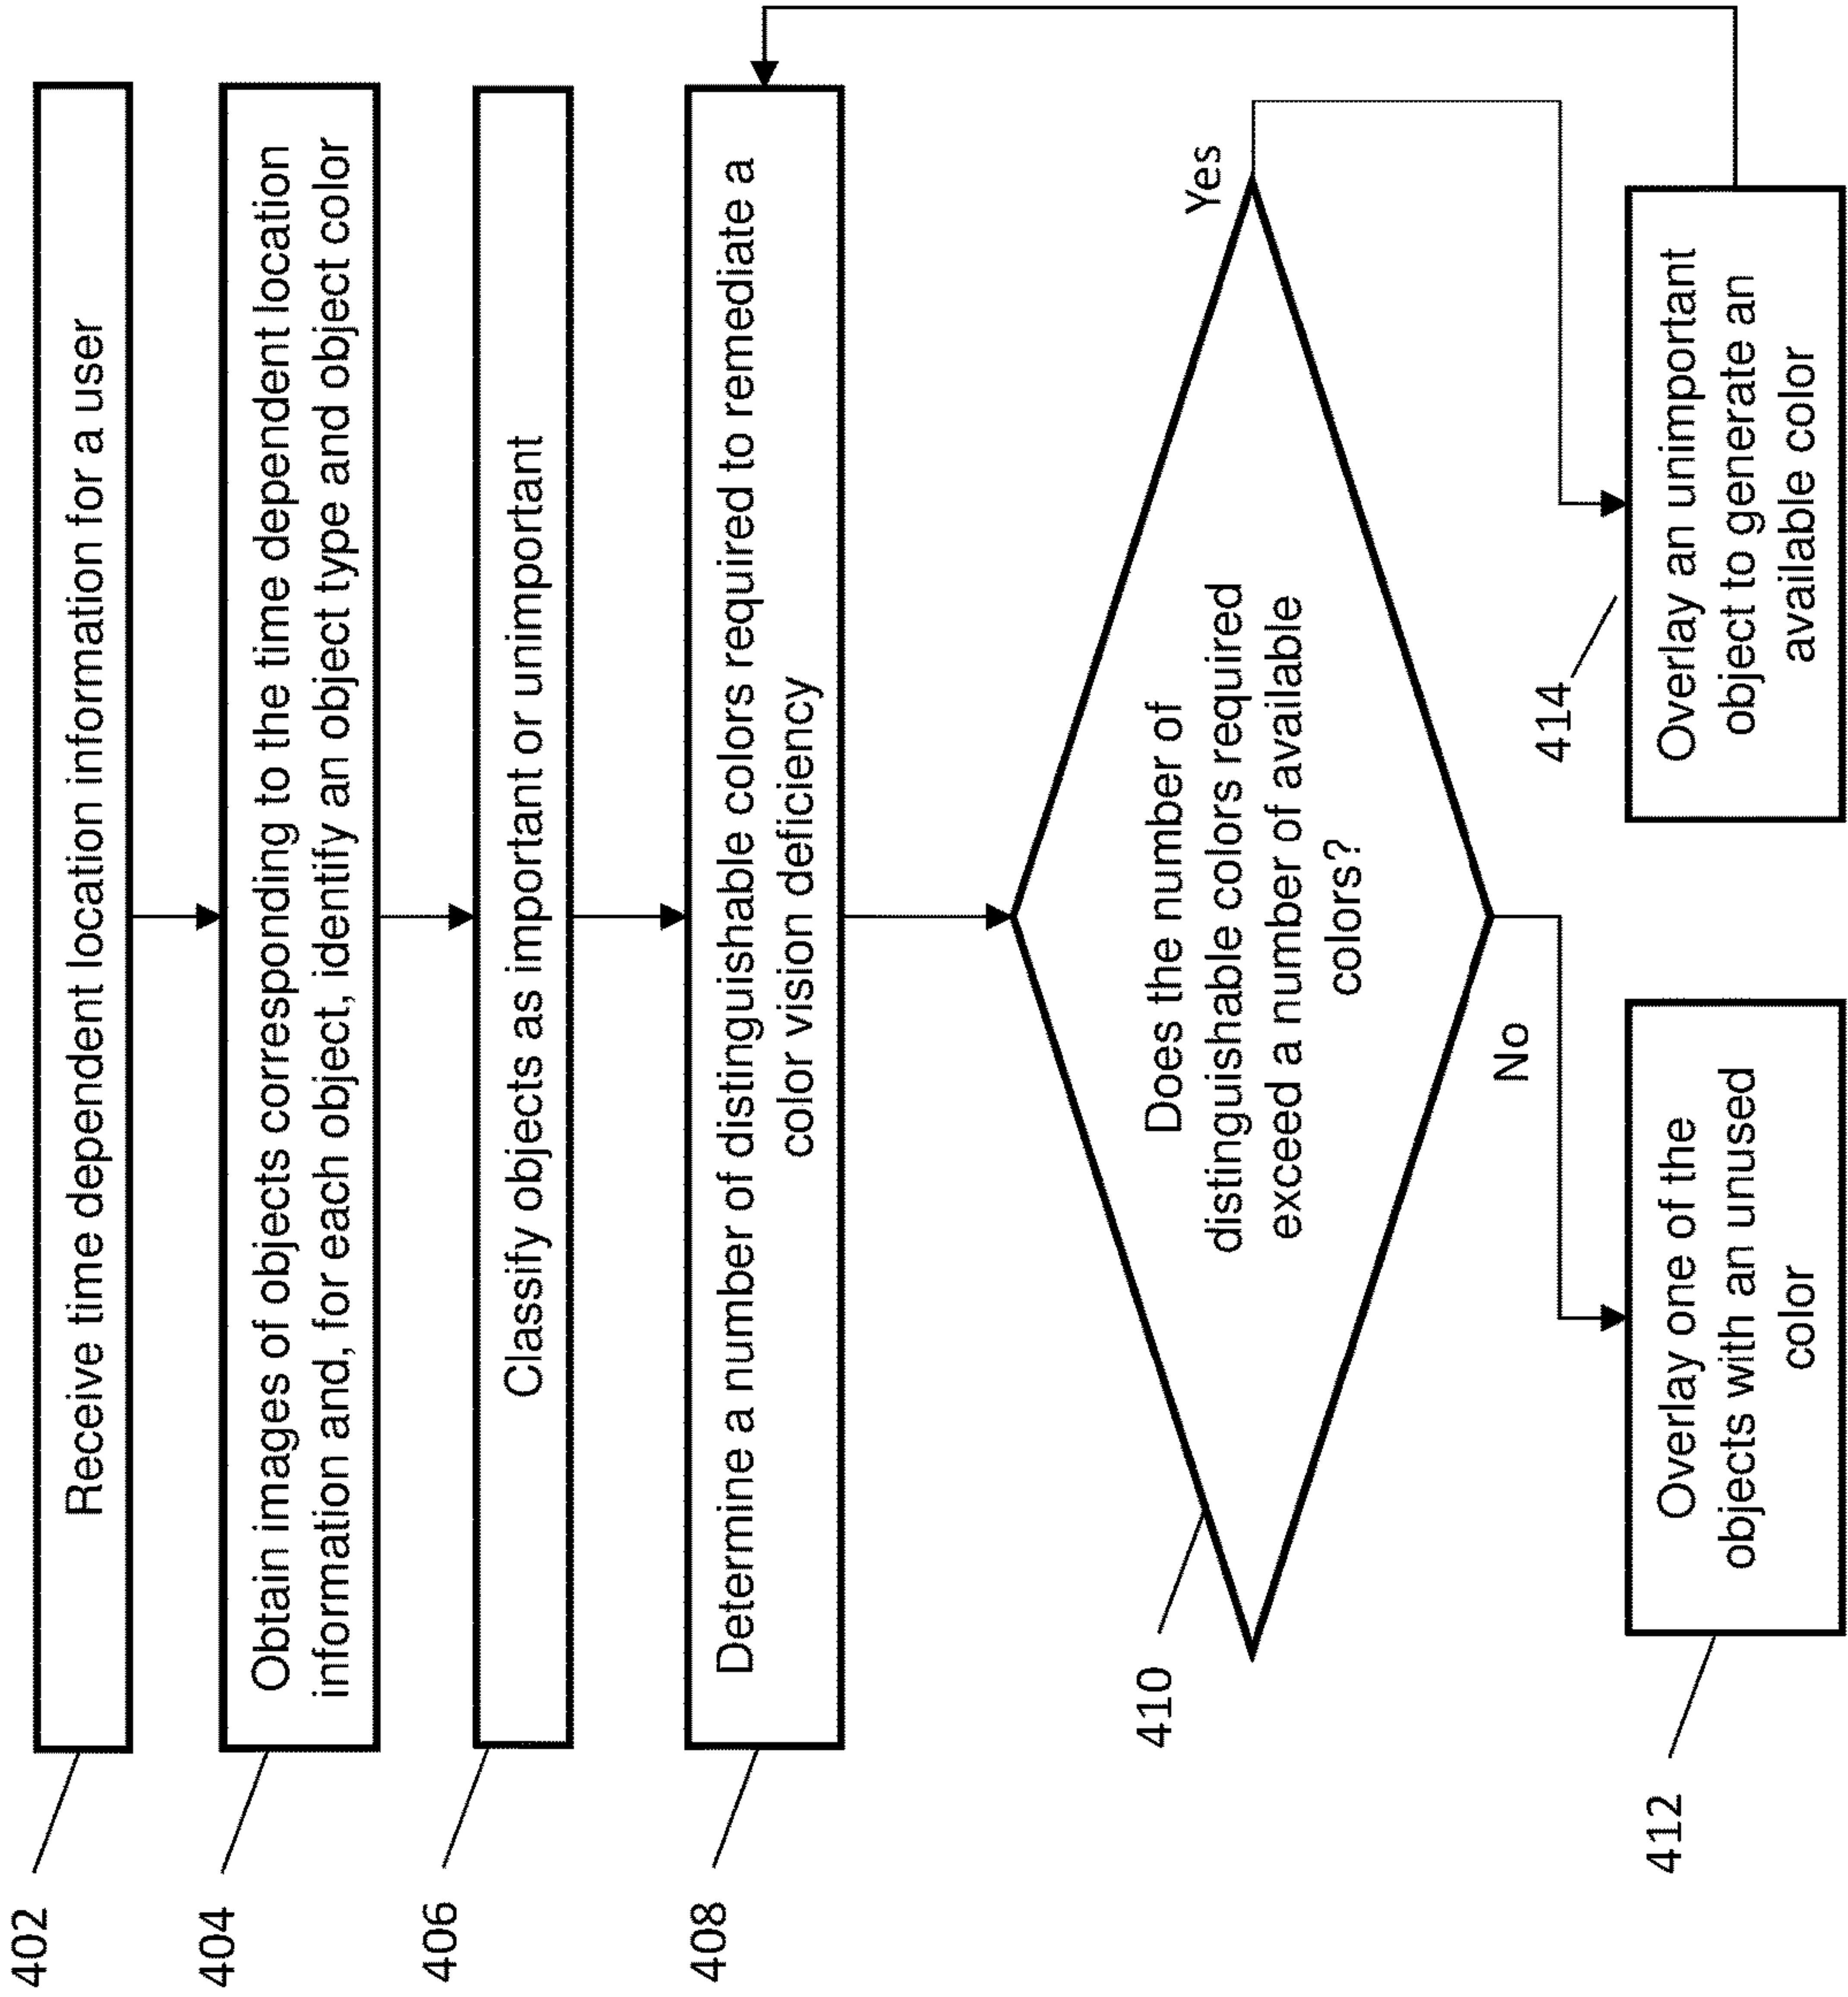 402
Receive time dependent location information for a user
404
Obtain images of objects corresponding to the time dependent location
information and, for each object, identify an object type and object color
406
Classify objects as important or unimportant
408
Determine a number of distinguishable colors required to remediate a
color vision deficiency
410
Does the number of
distinguishable colors required
exceed a number of available
colors?
Yes
No
412
Overlay one of the
objects with an unused
color
414
Overlay an unimportant
object to generate an
available color